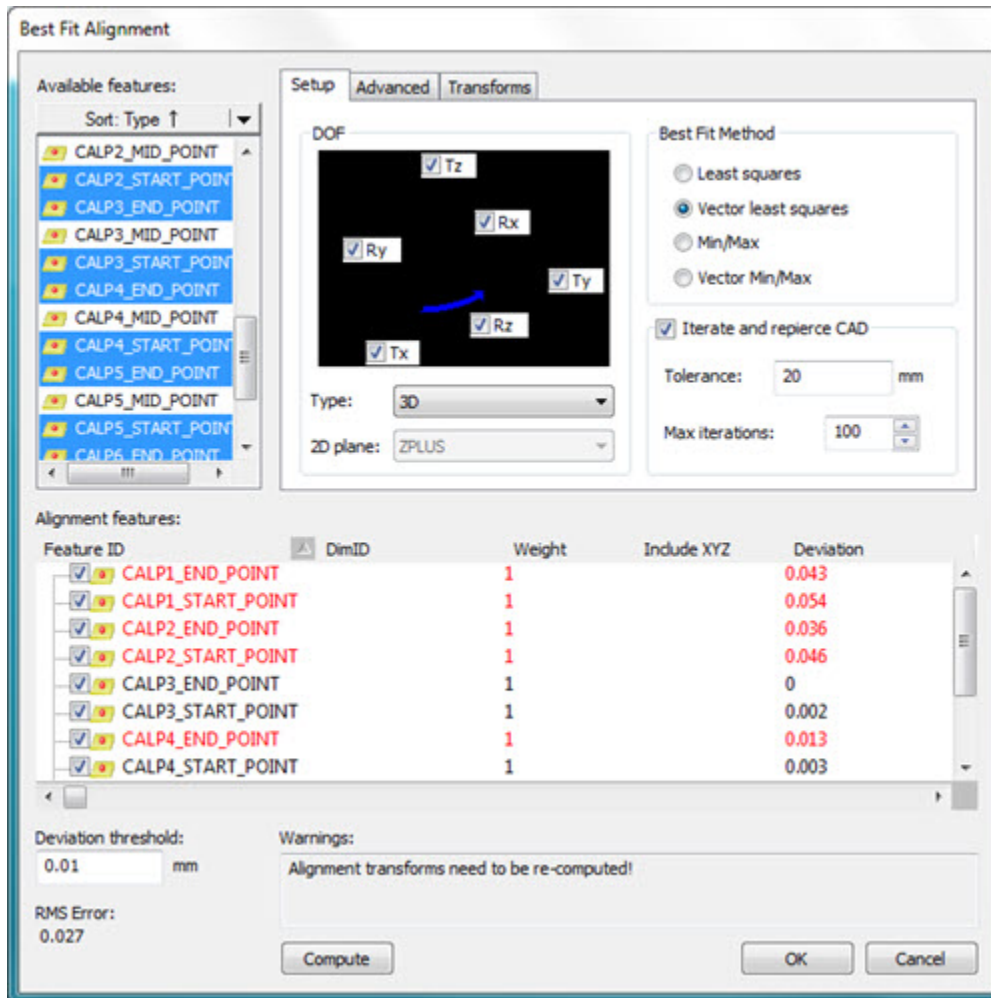 Best Fit Alignment
Available features:
Sort: Type ↑
CALP2_MID_POINT
CALP2_START_POIN
CALP3_END_POINT
CALP3_MID_POINT
CALP3_START_POIN
CALP4_END_POINT
CALP4_MID_POINT
CALP4_START_POIN
CALP5_END_POINT
CALP5_MID_POINT
CALP5_START_POIN
CALP6_END_POINT
Setup Advanced Transforms
DOF
Tz
Rx
Ry
Ty
Rz
Tx
Type: 3D
2D plane: ZPLUS
Best Fit Method
Least squares
Vector least squares
Min/Max
Vector Min/Max
Iterate and repierce CAD
Tolerance: 20 mm
Max iterations: 100
Alignment features:
Feature ID DimID Weight Include XYZ Deviation
CALP1_END_POINT 1 0.043
CALP1_START_POINT 1 0.054
CALP2_END_POINT 1 0.036
CALP2_START_POINT 1 0.046
CALP3_END_POINT 1 0
CALP3_START_POINT 1 0.002
CALP4_END_POINT 1 0.013
CALP4_START_POINT 1 0.003
Deviation threshold:
0.01 mm
RMS Error:
0.027
Warnings:
Alignment transforms need to be re-computed!
Compute OK Cancel